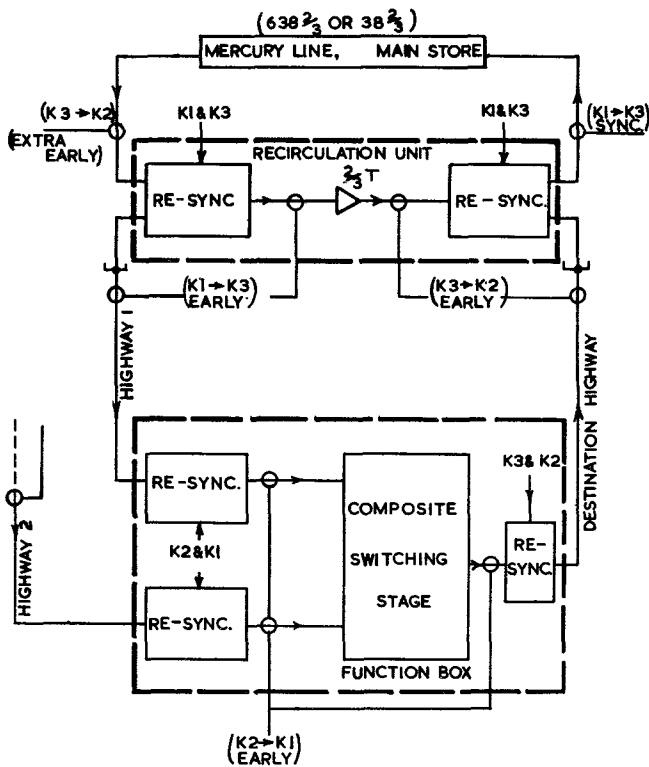 (638 2/3 OR 38 2/3)
MERCURY LINE, MAIN STORE
(K3→K2)
(EXTRA EARLY)
K1&K3
K1&K3
(K1→K3)
SYNC.
RECIRCULATION UNIT
RE-SYNC
2/3 T
RE-SYNC.
(K1→K3)
EARLY
(K3→K2)
EARLY
HIGHWAY 1
DESTINATION HIGHWAY
RE-SYNC.
K2&K1
RE-SYNC.
COMPOSITE
SWITCHING
STAGE
K3&K2
RE-
SYNC.
HIGHWAY 2
FUNCTION BOX
(K2→K1)
EARLY